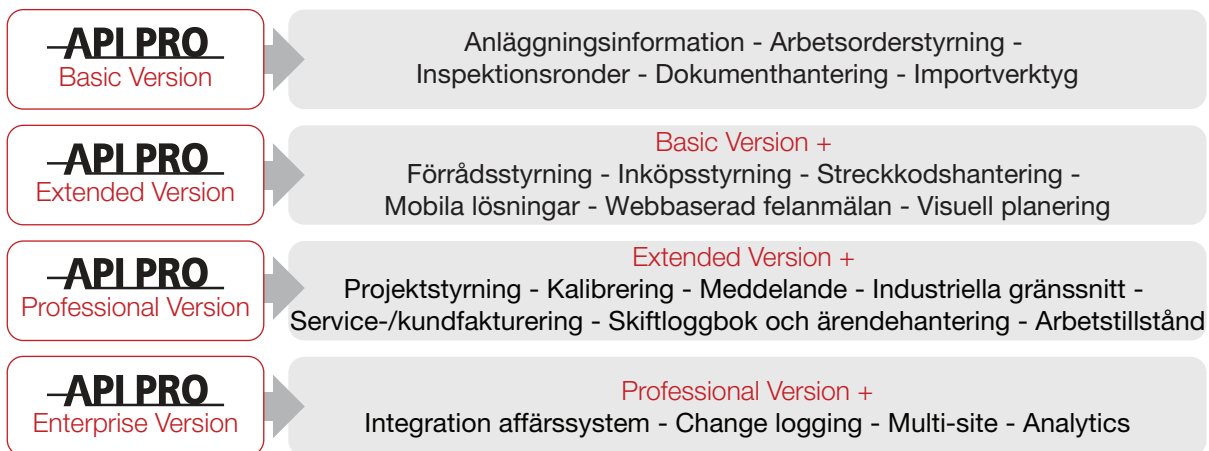 API PRO
Basic Version
Anläggningsinformation - Arbetsorderstyrning -
Inspektionsronder - Dokumenthantering - Importverktyg
API PRO
Extended Version
Basic Version +
Förrådsstyrning - Inköpsstyrning - Streckkodshantering -
Mobila lösningar - Webbaserad felanmälan - Visuell planering
API PRO
Professional Version
Extended Version +
Projektstyrning - Kalibrering - Meddelande - Industriella gränssnitt -
Service-/kundfakturering - Skiftloggbok och ärendehantering - Arbetstillstånd
API PRO
Enterprise Version
Professional Version +
Integration affärssystem - Change logging - Multi-site - Analytics